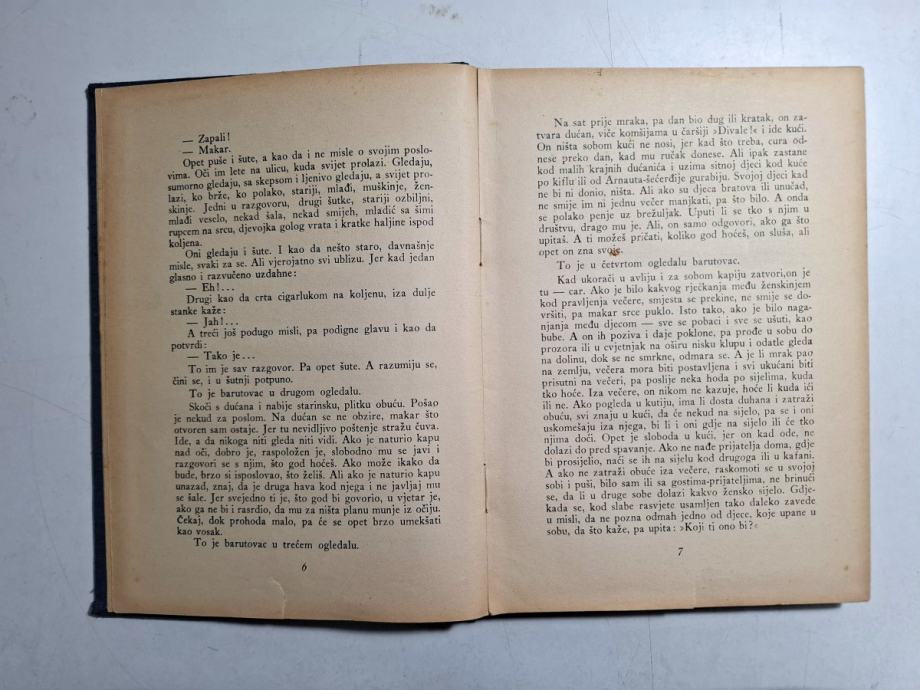 — Zapali!
— Makar.
Opet puše i šute, a kao da i ne misle o svojim poslo-
vima. Oči im lete na ulicu, kuda svijet prolazi. Gledaju,
sumorno gledaju, sa skepsom i ljenivo gledaju, a svijet pro-
lazi, ko brže, ko polako, stariji, mlađi, muškinje, žen-
skinje. Jedni u razgovoru, drugi šutke, stariji ozbiljni,
mlađi veselo, nekad šala, nekad smijeh, mladić sa šimi
rupcem na srcu, djevojka golog vrata i kratke haljine ispod
koljena.
Oni gledaju i šute. I kao da nešto staro, davnašnje
misle, svaki za se. Ali vjerojatno svi ublizu. Jer kad jedan
glasno i razvučeno uzdahne:
— Eh!...
Drugi kao da crta cigarlukom na koljenu, iza dulje
stanke kaže:
— Jah!...
A treći još podugo misli, pa podigne glavu i kao da
potvrdi:
— Tako je...
To im je sav razgovor. Pa opet šute. A razumiju se,
čini se, i u šutnji potpuno.
To je barutovac u drugom ogledalu.
Skoči s dućana i nabije starinsku, plitku obuću. Pošao
je nekud za poslom. Na dućan se ne obzire, makar što
otvoren sam ostaje. Jer tu nevidljivo poštenje stražu čuva.
Ide, a da nikoga niti gleda niti vidi. Ako je naturio kapu
nad oči, dobro je, raspoložen je, slobodno mu se javi i
razgovori se s njim, što god hoćeš. Ako može ikako da
bude, brzo si isposlovao, što želiš. Ali ako je naturio kapu
unazad, znaj, da je druga hava kod njega i ne javljaj mu
se šale. Jer svejedno ti je, što god bi govorio, u vjetar je,
ako ga ne bi i rasrdio, da mu za ništa planu munje iz očiju.
Čekaj, dok prohoda malo, pa će se opet brzo umekšati
kao vosak.
To je barutovac u trećem ogledalu.
6
Na sat prije mraka, pa dan bio dug ili kratak, on za-
tvara dućan, viče komšijama u čaršiji »Divale!« i ide kući.
On ništa sobom kući ne nosi, jer kad što treba, cura od-
nese preko dan, kad mu ručak donese. Ali ipak zastane
kod malih krajnih dućanića i uzima sitnoj djeci kod kuće
po kiflu ili od Arnauta-šećerdžije gurabiju. Svojoj djeci kad
ne bi ni donio, ništa. Ali ako su djeca bratova ili unučad,
ne smije im ni jednu večer manjkati, pa što bilo. A onda
se polako penje uz brežuljak. Uputi li se tko s njim u
društvu, drago mu je. Ali, on samo odgovori, ako ga što
upitaš. A ti možeš pričati, koliko god hoćeš, on sluša, ali
opet on zna svoje.
To je u četvrtom ogledalu barutovac.
Kad ukorači u avliju i za sobom kapiju zatvori,on je
tu — car. Ako je bilo kakvog rječkanja među ženskinjem
kod pravljenja večere, smjesta se prekine, ne smije se do-
vršiti, pa makar srce puklo. Isto tako, ako je bilo naga-
njanja među djecom — sve se pobaci i sve se ušuti, kao
bube. A on ih poziva i daje poklone, pa prođe u sobu do
prozora ili u cvjetnjak na oširu nisku klupu i odatle gleda
na dolinu, dok se ne smrkne, odmara se. A je li mrak pao
na zemlju, večera mora biti postavljena i svi ukućani biti
prisutni na večeri, pa poslije neka hoda po sijelima, kuda
tko hoće. Iza večere, on nikom ne kazuje, hoće li kuda ići
ili ne. Ako pogleda u kutiju, ima li dosta duhana i zatraži
obuću, svi znaju u kući, da će nekud na sijelo, pa se i oni
uskomešaju iza njega, bi li i oni gdje na sijelo ili će tko
njima doći. Opet je sloboda u kući, jer on kad ode, ne
dolazi do pred spavanje. Ako ne nađe prijatelja doma, gdje
bi prosijelio, naći se ih na sijelu kod drugoga ili u kafani.
A ako ne zatraži obuće iza večere, raskomoti se u svojoj
sobi i puši, bilo sam ili sa gostima-prijateljima, ne brinući
se, da li u druge sobe dolazi kakvo žensko sijelo. Gdje-
kada se, kod slabe rasvjete usamljen tako daleko zavede
u misli, da ne pozna odmah jedno od djece, koje upane u
sobu, da što kaže, pa upita: »Koji ti ono bi?«
7